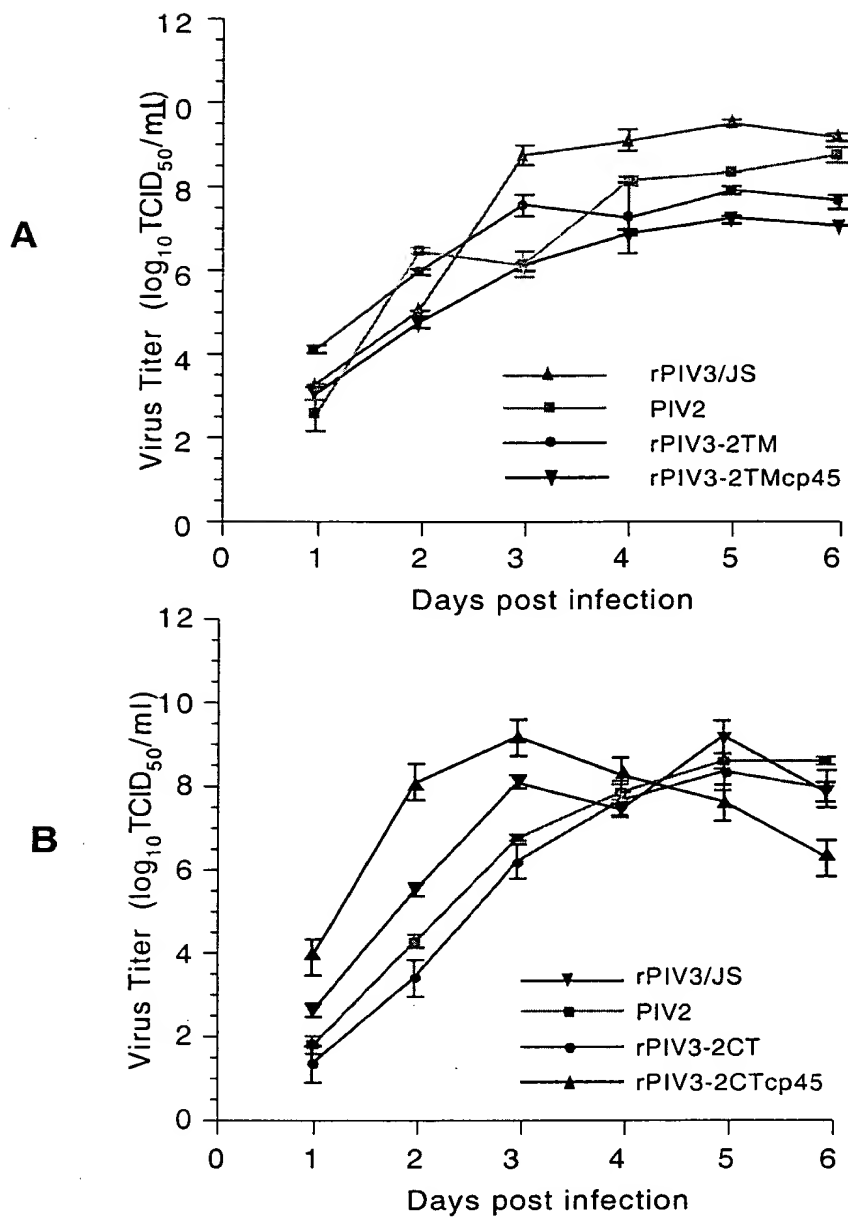 A
Virus Titer (log10TCID50/ml)
12
10
8
6
4
2
0
0 1 2 3 4 5 6
Days post infection
rPIV3/JS
PIV2
rPIV3-2TM
rPIV3-2TMcp45
B
Virus Titer (log10TCID50/ml)
12
10
8
6
4
2
0
0 1 2 3 4 5 6
Days post infection
rPIV3/JS
PIV2
rPIV3-2CT
rPIV3-2CTcp45